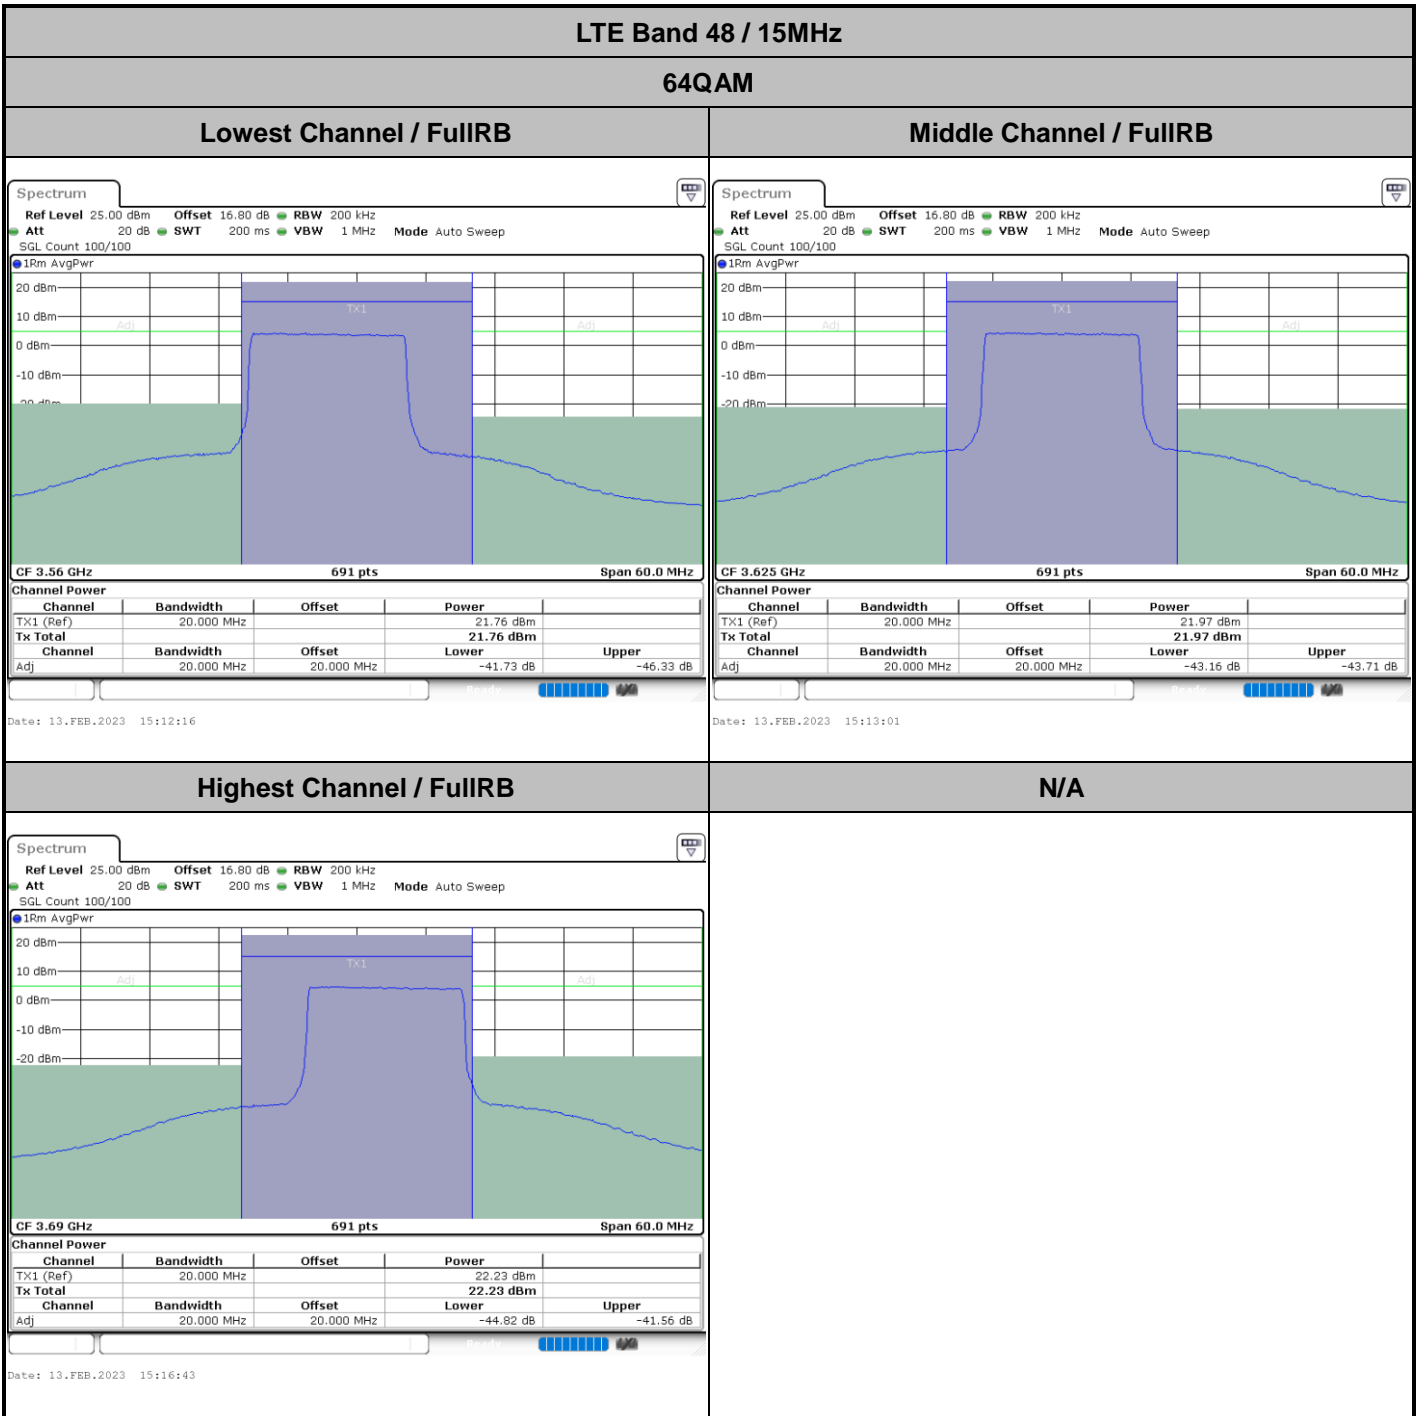 LTE Band 48 / 15MHz
64QAM
Lowest Channel / FullRB
Middle Channel / FullRB
Spectrum
Ref Level 25.00 dBm Offset 16.80 dB RBW 200 kHz
Att 20 dB SWT 200 ms VBW 1 MHz Mode Auto Sweep
SGL Count 100/100
1Rm AvgPwr
20 dBm
10 dBm
0 dBm
-10 dBm
-20 dBm
Adj
TX1
Adj
CF 3.56 GHz 691 pts Span 60.0 MHz
Channel Power
Channel Bandwidth Offset Power
TX1 (Ref) 20.000 MHz 21.76 dBm
Tx Total 21.76 dBm
Channel Bandwidth Offset Lower Upper
Adj 20.000 MHz 20.000 MHz -41.73 dB -46.33 dB
Ready
Date: 13.FEB.2023 15:12:16
Spectrum
Ref Level 25.00 dBm Offset 16.80 dB RBW 200 kHz
Att 20 dB SWT 200 ms VBW 1 MHz Mode Auto Sweep
SGL Count 100/100
1Rm AvgPwr
20 dBm
10 dBm
0 dBm
-10 dBm
-20 dBm
Adj
TX1
Adj
CF 3.625 GHz 691 pts Span 60.0 MHz
Channel Power
Channel Bandwidth Offset Power
TX1 (Ref) 20.000 MHz 21.97 dBm
Tx Total 21.97 dBm
Channel Bandwidth Offset Lower Upper
Adj 20.000 MHz 20.000 MHz -43.16 dB -43.71 dB
Ready
Date: 13.FEB.2023 15:13:01
Highest Channel / FullRB
N/A
Spectrum
Ref Level 25.00 dBm Offset 16.80 dB RBW 200 kHz
Att 20 dB SWT 200 ms VBW 1 MHz Mode Auto Sweep
SGL Count 100/100
1Rm AvgPwr
20 dBm
10 dBm
0 dBm
-10 dBm
-20 dBm
Adj
TX1
Adj
CF 3.69 GHz 691 pts Span 60.0 MHz
Channel Power
Channel Bandwidth Offset Power
TX1 (Ref) 20.000 MHz 22.23 dBm
Tx Total 22.23 dBm
Channel Bandwidth Offset Lower Upper
Adj 20.000 MHz 20.000 MHz -44.82 dB -41.56 dB
Ready
Date: 13.FEB.2023 15:16:43